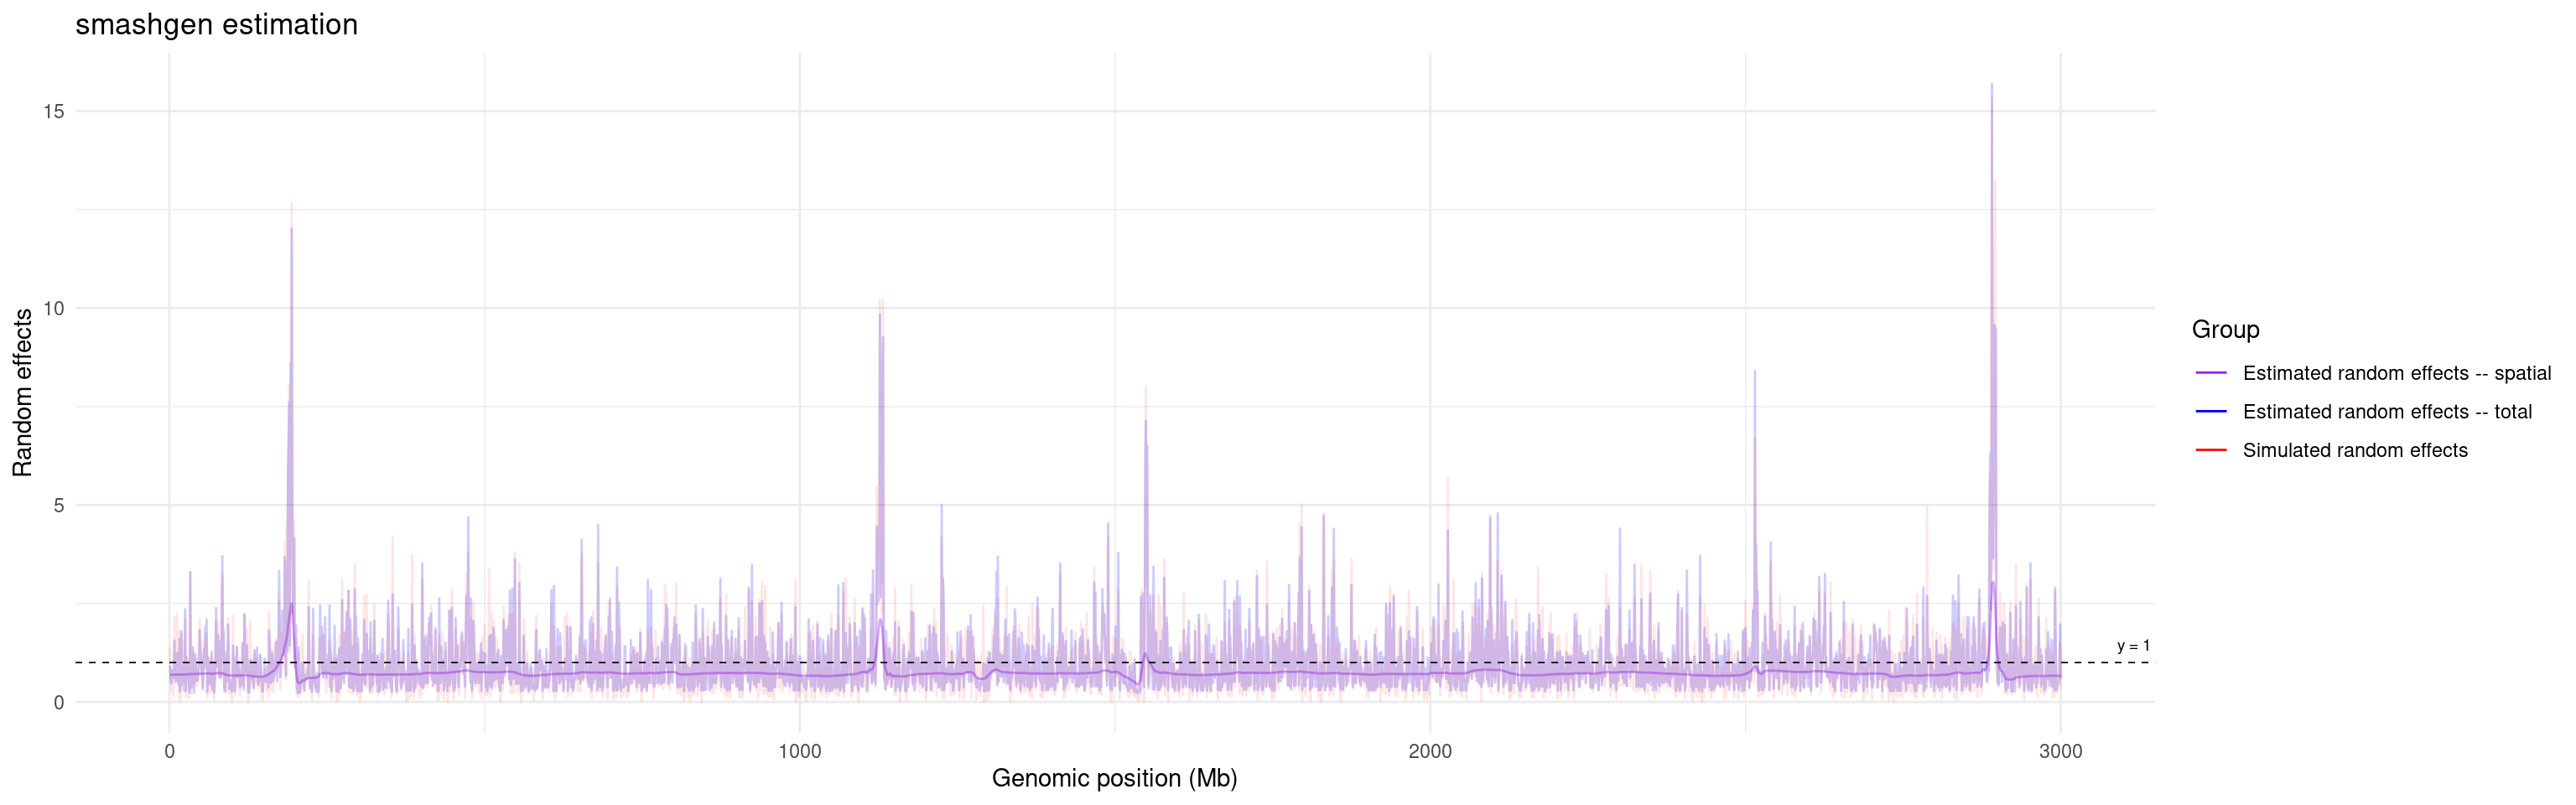 smashgen estimation
Random effects
15
10
5
0
y = 1
0
1000
2000
3000
Genomic position (Mb)
Group
Estimated random effects -- spatial
Estimated random effects -- total
Simulated random effects